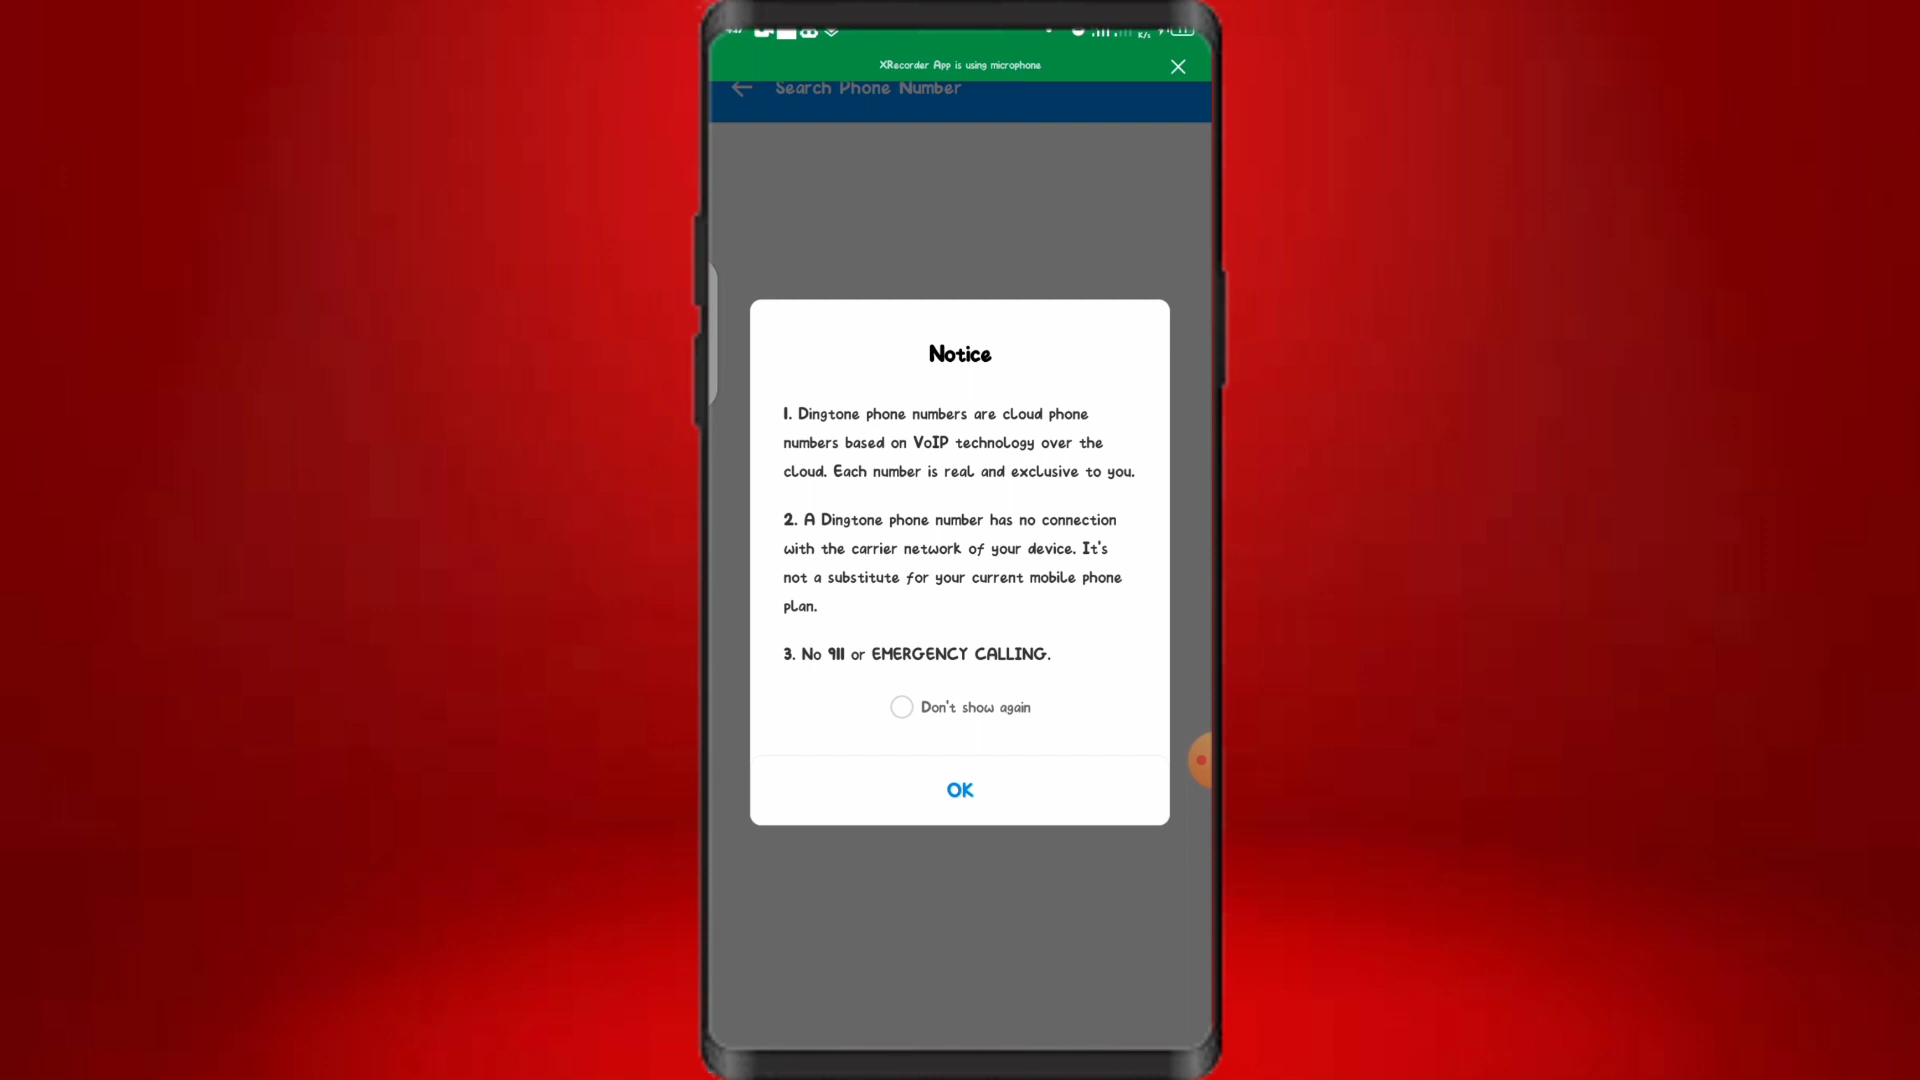 XRecorder App is using microphone
Search Phone Number
Notice
1. Dingtone phone numbers are cloud phone
numbers based on VoIP technology over the
cloud. Each number is real and exclusive to you.
2. A Dingtone phone number has no connection
with the carrier network of your device. It's
not a substitute for your current mobile phone
plan.
3. No 911 or EMERGENCY CALLING.
Don't show again
OK